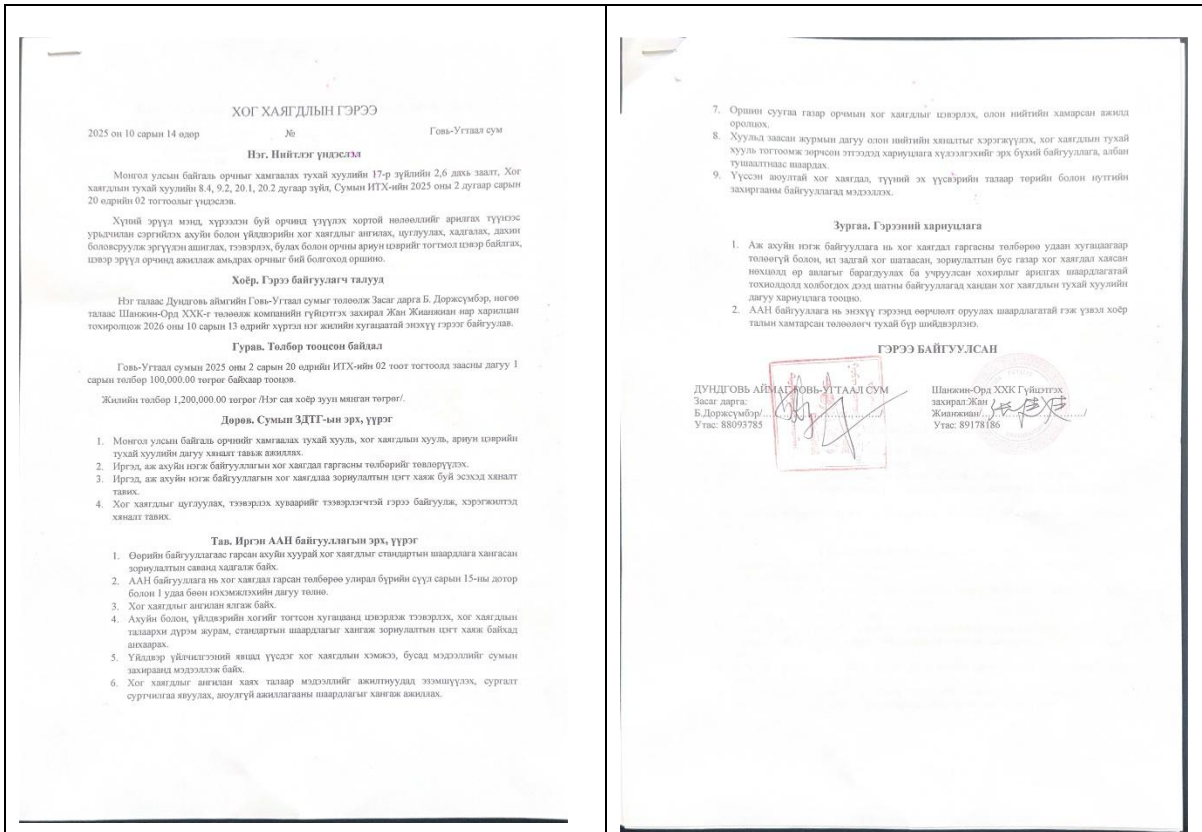 ХОГ ХАЯГДЛЫН ГЭРЭЭ
2025 он 10 сарын 14 өдөр № Говь-Угтаал сум
Нэг. Нийтлэг үндэслэл
Монгол улсын байгаль орчныг хамгаалах тухай хуулийн 17-р зүйлийн 2,6 дахь заалт, Хог
хаягдлын тухай хуулийн 8.4, 9.2, 20.1, 20.2 дугаар зүйл, Сумын ИТХ-ийн 2025 оны 2 дугаар сарын
20 өдрийн 02 тогтоолыг үндэслэв.
Хүний эрүүл мэнд, хүрээлэн буй орчинд үзүүлэх хортой нөлөөллийг арилгах түүнээс
урьдчилан сэргийлэх ахуйн болон үйлдвэрийн хог хаягдлыг ангилах, цуглуулах, хадгалах, дахин
боловсруулж эргүүлэн ашиглах, тээвэрлэх, булах болон орчны ариун цэврийг тогтмол цэвэр байлгах,
цэвэр эрүүл орчинд ажиллаж амьдрах орчныг бий болгоход оршино.
Хоёр. Гэрээ байгуулагч талууд
Нэг талаас Дундговь аймгийн Говь-Угтаал сумыг төлөөлж Засаг дарга Б. Доржсүмбэр, нөгөө
талаас Шанжин-Орд ХХК-г төлөөлж компанийн гүйцэтгэх захирал Жан Жианжиан нар харилцан
тохиролцож 2026 оны 10 сарын 13 өдрийг хүртэл нэг жилийн хугацаатай энэхүү гэрээг байгуулав.
Гурав. Төлбөр тооцсон байдал
Говь-Угтаал сумын 2025 оны 2 сарын 20 өдрийн ИТХ-ийн 02 тоот тогтоолд заасны дагуу 1
сарын төлбөр 100,000.00 төгрөг байхаар тооцов.
Жилийн төлбөр 1,200,000.00 төгрөг /Нэг сая хоёр зуун мянган төгрөг/.
Дөрөв. Сумын ЗДТГ-ын эрх, үүрэг
1. Монгол улсын байгаль орчнийг хамгаалах тухай хууль, хог хаягдлын хууль, ариун цэврийн
тухай хуулийн дагуу хяналт тавьж ажиллах.
2. Иргэд, аж ахуйн нэгж байгууллагын хог хаягдал гаргасны төлбөрийг төвлөрүүлэх.
3. Иргэд, аж ахуйн нэгж байгууллагын хог хаягдлаа зориулалтын цэгт хаяж буй эсэхэд хяналт
тавих.
4. Хог хаягдлыг цуглуулах, тээвэрлэх хуваарийг тээвэрлэгчтэй гэрээ байгуулж, хэрэгжилтэд
хяналт тавих.
Тав. Иргэн ААН байгууллагын эрх, үүрэг
1. Өөрийн байгууллагаас гарсан ахуйн хуурай хог хаягдлыг стандартын шаардлага хангасан
зориулалтын саванд хадгалж байх.
2. ААН байгууллага нь хог хаягдал гарсан төлбөрөө улирал бүрийн сүүл сарын 15-ны дотор
болон 1 удаа бөөн нэхэмжлэхийн дагуу төлнө.
3. Хог хаягдлыг ангилан ялгаж байх.
4. Ахуйн болон, үйлдвэрийн хогийг тогтсон хугацаанд цэвэрлэж тээвэрлэх, хог хаягдлын
талаархи дүрэм журам, стандартын шаардлагыг хангаж зориулалтын цэгт хаяж байхад
анхаарах.
5. Үйлдвэр үйлчилгээний явцад үүсдэг хог хаягдлын хэмжээ, бусад мэдээллийг сумын
захираанд мэдээллэж байх.
6. Хог хаягдлыг ангилан хаях талаар мэдээллийг ажилтнуудад эзэмшүүлэх, сургалт
суртчилгаа явуулах, аюулгүй ажиллагааны шаардлагыг хангаж ажиллах.
7. Оршин суугаа газар орчмын хог хаягдлыг цэвэрлэх, олон нийтийн хамарсан ажилд
оролцох.
8. Хуульд заасан журмын дагуу олон нийтийн хяналтыг хэрэгжүүлэх, хог хаягдлын тухай
хууль тогтоомж зөрчсөн этгээдэд хариуцлага хүлээлгэхийг эрх бүхий байгууллага, албан
тушаалтнаас шаардах.
9. Үүссэн аюултай хог хаягдал, түүний эх үүсвэрийн талаар төрийн болон нутгийн
захиргааны байгууллагад мэдээллэх.
Зургаа. Гэрээний хариуцлага
1. Аж ахуйн нэгж байгууллага нь хог хаягдал гаргасны төлбөрөө удаан хугацаагаар
төлөөгүй болон, ил задгай хог шатаасан, зориулалтын бус газар хог хаягдал хаясан
нөхцөлд өр авлагыг барагдуулах ба учруулсан хохирлыг арилгах шаардлагатай
тохиолдолд холбогдох дээд шатны байгууллагад хандан хог хаягдлын тухай хуулийн
дагуу хариуцлага тооцно.
2. ААН байгууллага нь энэхүү гэрээнд өөрчлөлт оруулах шаардлагатай гэж үзвэл хоёр
талын хамтарсан төлөөлөгч тухай бүр шийдвэрлэнэ.
ГЭРЭЭ БАЙГУУЛСАН
ДУНДГОВЬ АЙМАГ ГОВЬ-УГТААЛ СУМ
Засаг дарга:
Б.Доржсүмбэр/............/
Утас: 88093785
Шанжин-Орд ХХК Гүйцэтгэх
захирал:Жан
Жианжиан/............/
Утас: 89178186